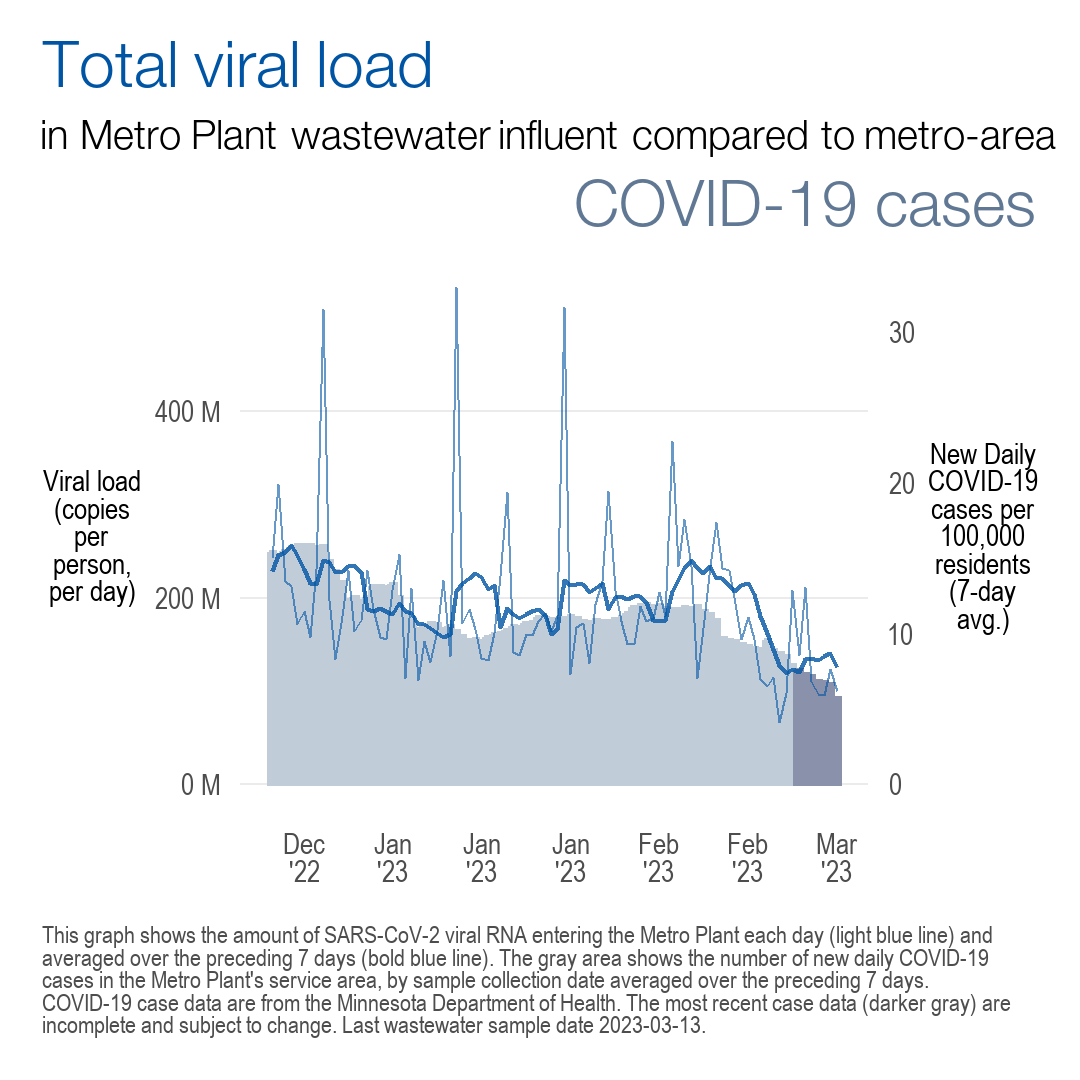 Total viral load
in Metro Plant wastewater influent compared to metro-area
COVID-19 cases
30
400 M
20
10
200 M
0 M
0
Viral load
(copies
per
person,
per day)
New Daily
COVID-19
cases per
100,000
residents
(7-day
avg.)
Dec
'22
Jan
'23
Jan
'23
Jan
'23
Feb
'23
Feb
'23
Mar
'23
This graph shows the amount of SARS-CoV-2 viral RNA entering the Metro Plant each day (light blue line) and
averaged over the preceding 7 days (bold blue line). The gray area shows the number of new daily COVID-19
cases in the Metro Plant's service area, by sample collection date averaged over the preceding 7 days.
COVID-19 case data are from the Minnesota Department of Health. The most recent case data (darker gray) are
incomplete and subject to change. Last wastewater sample date 2023-03-13.